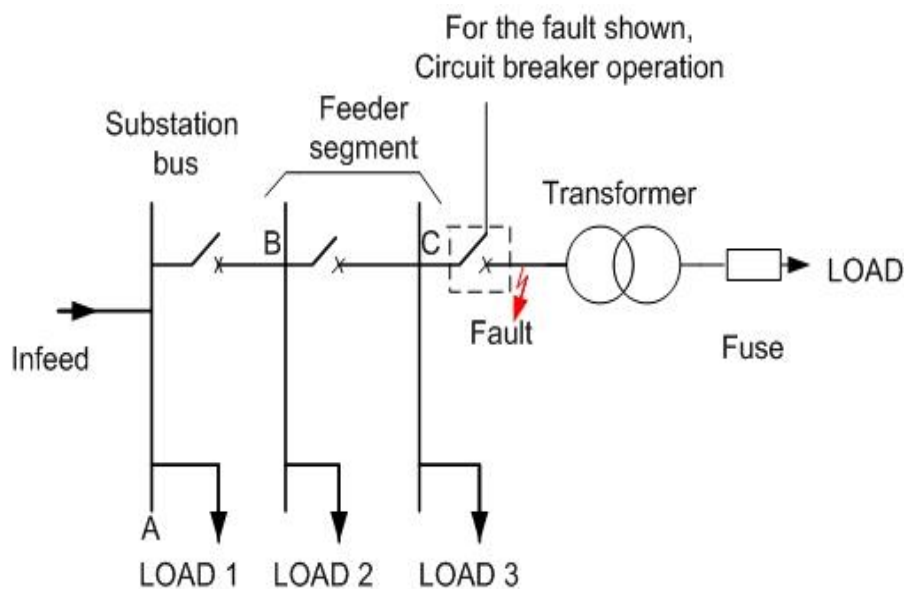 For the fault shown,
Circuit breaker operation
Feeder
segment
Substation
bus
Transformer
B
C
LOAD
Fault
Fuse
Infeed
A
LOAD 1
LOAD 2
LOAD 3